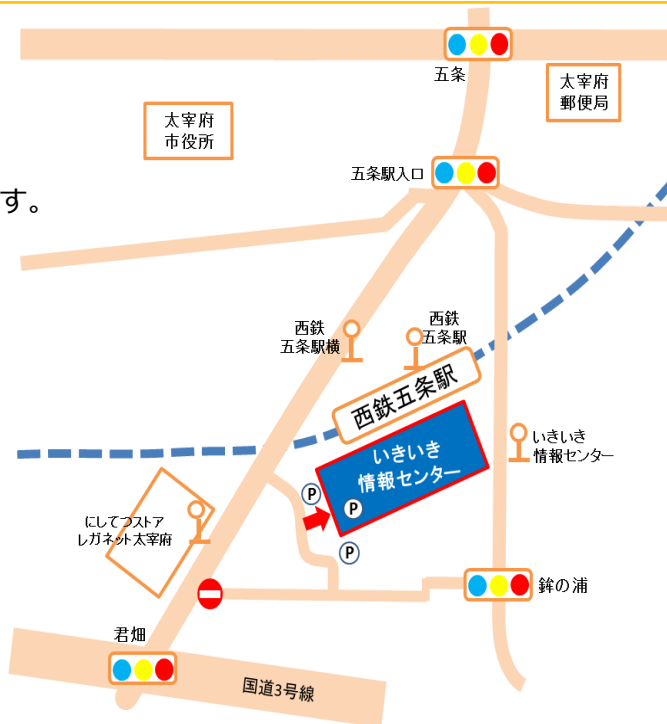 五条
太宰府
郵便局
太宰府
市役所
五条駅入口
す。
西鉄
五条駅横
西鉄
五条駅
西鉄五条駅
いきいき
情報センター
いきいき
情報センター
P
P
P
にしてつストア
レガネット太宰府
鉾の浦
君畑
国道3号線